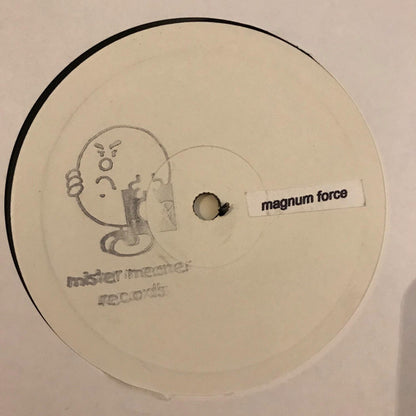 magnum force
mister meaner
records